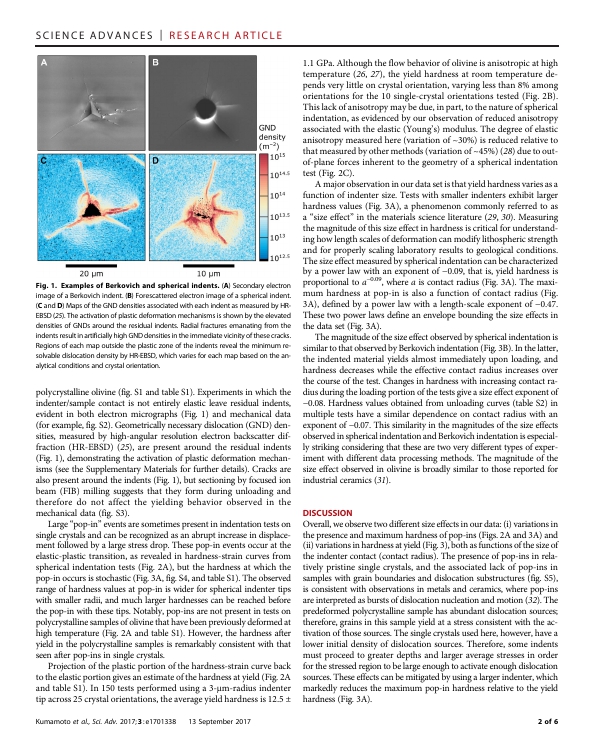 SCIENCE ADVANCES | RESEARCH ARTICLE
A
B
C
D
GND
density
(m⁻²)
10¹⁵
10¹⁴·⁵
10¹⁴
10¹³·⁵
10¹³
10¹²·⁵
20 μm
10 μm
Fig. 1. Examples of Berkovich and spherical indents. (A) Secondary electron
image of a Berkovich indent. (B) Forescattered electron image of a spherical indent.
(C and D) Maps of the GND densities associated with each indent as measured by HR-
EBSD (25). The activation of plastic deformation mechanisms is shown by the elevated
densities of GNDs around the residual indents. Radial fractures emanating from the
indents result in artificially high GND densities in the immediate vicinity of these cracks.
Regions of each map outside the plastic zone of the indents reveal the minimum re-
solvable dislocation density by HR-EBSD, which varies for each map based on the an-
alytical conditions and crystal orientation.
polycrystalline olivine (fig. S1 and table S1). Experiments in which the
indenter/sample contact is not entirely elastic leave residual indents,
evident in both electron micrographs (Fig. 1) and mechanical data
(for example, fig. S2). Geometrically necessary dislocation (GND) den-
sities, measured by high-angular resolution electron backscatter dif-
fraction (HR-EBSD) (25), are present around the residual indents
(Fig. 1), demonstrating the activation of plastic deformation mechan-
isms (see the Supplementary Materials for further details). Cracks are
also present around the indents (Fig. 1), but sectioning by focused ion
beam (FIB) milling suggests that they form during unloading and
therefore do not affect the yielding behavior observed in the
mechanical data (fig. S3).
Large “pop-in” events are sometimes present in indentation tests on
single crystals and can be recognized as an abrupt increase in displace-
ment followed by a large stress drop. These pop-in events occur at the
elastic-plastic transition, as revealed in hardness-strain curves from
spherical indentation tests (Fig. 2A), but the hardness at which the
pop-in occurs is stochastic (Fig. 3A, fig. S4, and table S1). The observed
range of hardness values at pop-in is wider for spherical indenter tips
with smaller radii, and much larger hardnesses can be reached before
the pop-in with these tips. Notably, pop-ins are not present in tests on
polycrystalline samples of olivine that have been previously deformed at
high temperature (Fig. 2A and table S1). However, the hardness after
yield in the polycrystalline samples is remarkably consistent with that
seen after pop-ins in single crystals.
Projection of the plastic portion of the hardness-strain curve back
to the elastic portion gives an estimate of the hardness at yield (Fig. 2A
and table S1). In 150 tests performed using a 3-μm-radius indenter
tip across 25 crystal orientations, the average yield hardness is 12.5 ±
1.1 GPa. Although the flow behavior of olivine is anisotropic at high
temperature (26, 27), the yield hardness at room temperature de-
pends very little on crystal orientation, varying less than 8% among
orientations for the 10 single-crystal orientations tested (Fig. 2B).
This lack of anisotropy may be due, in part, to the nature of spherical
indentation, as evidenced by our observation of reduced anisotropy
associated with the elastic (Young’s) modulus. The degree of elastic
anisotropy measured here (variation of ~30%) is reduced relative to
that measured by other methods (variation of ~45%) (28) due to out-
of-plane forces inherent to the geometry of a spherical indentation
test (Fig. 2C).
A major observation in our data set is that yield hardness varies as a
function of indenter size. Tests with smaller indenters exhibit larger
hardness values (Fig. 3A), a phenomenon commonly referred to as
a “size effect” in the materials science literature (29, 30). Measuring
the magnitude of this size effect in hardness is critical for understand-
ing how length scales of deformation can modify lithospheric strength
and for properly scaling laboratory results to geological conditions.
The size effect measured by spherical indentation can be characterized
by a power law with an exponent of −0.09, that is, yield hardness is
proportional to a⁻⁰·⁰⁹, where a is contact radius (Fig. 3A). The maxi-
mum hardness at pop-in is also a function of contact radius (Fig.
3A), defined by a power law with a length-scale exponent of −0.47.
These two power laws define an envelope bounding the size effects in
the data set (Fig. 3A).
The magnitude of the size effect observed by spherical indentation is
similar to that observed by Berkovich indentation (Fig. 3B). In the latter,
the indented material yields almost immediately upon loading, and
hardness decreases while the effective contact radius increases over
the course of the test. Changes in hardness with increasing contact ra-
dius during the loading portion of the tests give a size effect exponent of
−0.08. Hardness values obtained from unloading curves (table S2) in
multiple tests have a similar dependence on contact radius with an
exponent of −0.07. This similarity in the magnitudes of the size effects
observed in spherical indentation and Berkovich indentation is especial-
ly striking considering that these are two very different types of exper-
iment with different data processing methods. The magnitude of the
size effect observed in olivine is broadly similar to those reported for
industrial ceramics (31).
DISCUSSION
Overall, we observe two different size effects in our data: (i) variations in
the presence and maximum hardness of pop-ins (Figs. 2A and 3A) and
(ii) variations in hardness at yield (Fig. 3), both as functions of the size of
the indenter contact (contact radius). The presence of pop-ins in rela-
tively pristine single crystals, and the associated lack of pop-ins in
samples with grain boundaries and dislocation substructures (fig. S5),
is consistent with observations in metals and ceramics, where pop-ins
are interpreted as bursts of dislocation nucleation and motion (32). The
predeformed polycrystalline sample has abundant dislocation sources;
therefore, grains in this sample yield at a stress consistent with the ac-
tivation of those sources. The single crystals used here, however, have a
lower initial density of dislocation sources. Therefore, some indents
must proceed to greater depths and larger average stresses in order
for the stressed region to be large enough to activate enough dislocation
sources. These effects can be mitigated by using a larger indenter, which
markedly reduces the maximum pop-in hardness relative to the yield
hardness (Fig. 3A).
Kumamoto et al., Sci. Adv. 2017;3:e1701338 13 September 2017
2 of 6